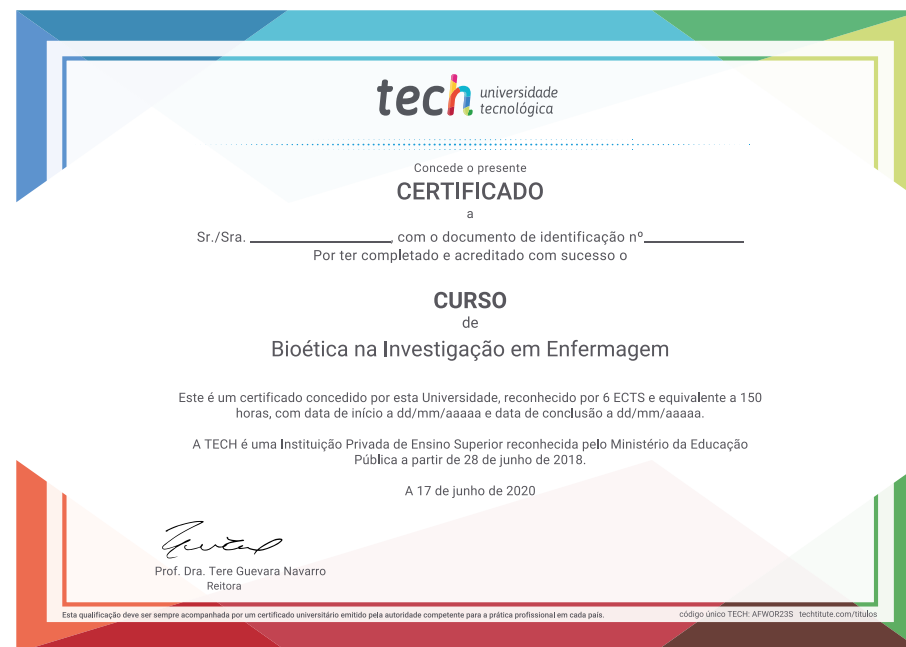 tech universidade
tecnológica
Concede o presente
CERTIFICADO
a
Sr./Sra. ____________, com o documento de identificação nº____________
Por ter completado e acreditado com sucesso o
CURSO
de
Bioética na Investigação em Enfermagem
Este é um certificado concedido por esta Universidade, reconhecido por 6 ECTS e equivalente a 150
horas, com data de início a dd/mm/aaaaa e data de conclusão a dd/mm/aaaaa.
A TECH é uma Instituição Privada de Ensino Superior reconhecida pelo Ministério da Educação
Pública a partir de 28 de junho de 2018.
A 17 de junho de 2020
Prof. Dra. Tere Guevara Navarro
Reitora
Esta qualificação deve ser sempre acompanhada por um certificado universitário emitido pela autoridade competente para a prática profissional em cada país.
código único TECH: AFWOR23S techtitute.com/titulos